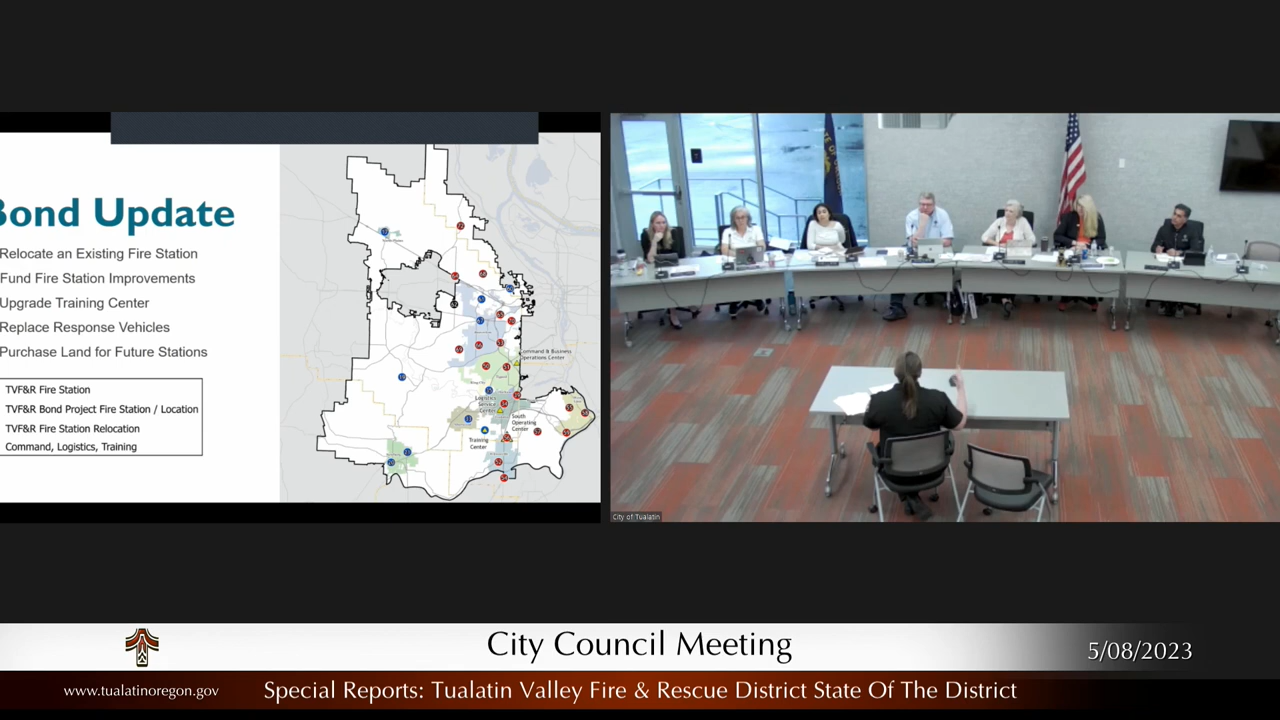 Bond Update
Relocate an Existing Fire Station
Fund Fire Station Improvements
Upgrade Training Center
Replace Response Vehicles
Purchase Land for Future Stations
TVF&R Fire Station
TVF&R Bond Project Fire Station / Location
TVF&R Fire Station Relocation
Command, Logistics, Training
Command & Business
Operations Center
Logistics
Service
Center
South
Operating
Center
Training
Center
City of Tualatin
City Council Meeting
5/08/2023
www.tualatinoregon.gov
Special Reports: Tualatin Valley Fire & Rescue District State Of The District